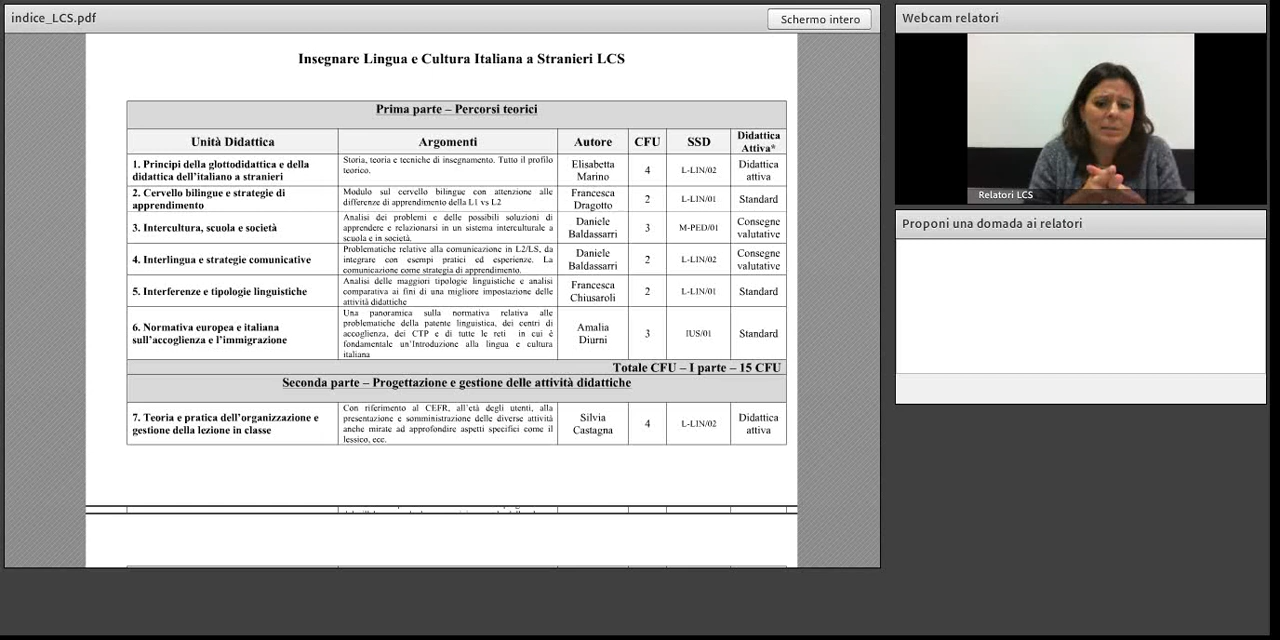 indice_LCS.pdf
Schermo intero
Webcam relatori
Relatori LCS
Proponi una domada ai relatori
Insegnare Lingua e Cultura Italiana a Stranieri LCS
Prima parte – Percorsi teorici
Unità Didattica
Argomenti
Autore
CFU
SSD
Didattica
Attiva*
1. Principi della glottodidattica e della
didattica dell'italiano a stranieri
Storia, teoria e tecniche di insegnamento. Tutto il profilo
teorico.
Elisabetta
Marino
4
L-LIN/02
Didattica
attiva
2. Cervello bilingue e strategie di
apprendimento
Modulo sul cervello bilingue con attenzione alle
differenze di apprendimento della L1 vs L2
Francesca
Dragotto
2
L-LIN/01
Standard
3. Intercultura, scuola e società
Analisi dei problemi e delle possibili soluzioni di
apprendere e relazionarsi in un sistema interculturale a
scuola e in società.
Daniele
Baldassarri
3
M-PED/01
Consegne
valutative
4. Interlingua e strategie comunicative
Problematiche relative alla comunicazione in L2/LS, da
integrare con esempi pratici ed esperienze. La
comunicazione come strategia di apprendimento.
Daniele
Baldassarri
2
L-LIN/02
Consegne
valutative
5. Interferenze e tipologie linguistiche
Analisi delle maggiori tipologie linguistiche e analisi
comparativa ai fini di una migliore impostazione delle
attività didattiche
Francesca
Chiusaroli
2
L-LIN/01
Standard
6. Normativa europea e italiana
sull'accoglienza e l'immigrazione
Una panoramica sulla normativa relativa alle
problematiche della patente linguistica, dei centri di
accoglienza, dei CTP e di tutte le reti in cui è
fondamentale un'Introduzione alla lingua e cultura
italiana
Amalia
Diurni
3
IUS/01
Standard
Totale CFU – I parte – 15 CFU
Seconda parte – Progettazione e gestione delle attività didattiche
7. Teoria e pratica dell'organizzazione e
gestione della lezione in classe
Con riferimento al CEFR, all'età degli utenti, alla
presentazione e somministrazione delle diverse attività
anche mirate ad approfondire aspetti specifici come il
lessico, ecc.
Silvia
Castagna
4
L-LIN/02
Didattica
attiva